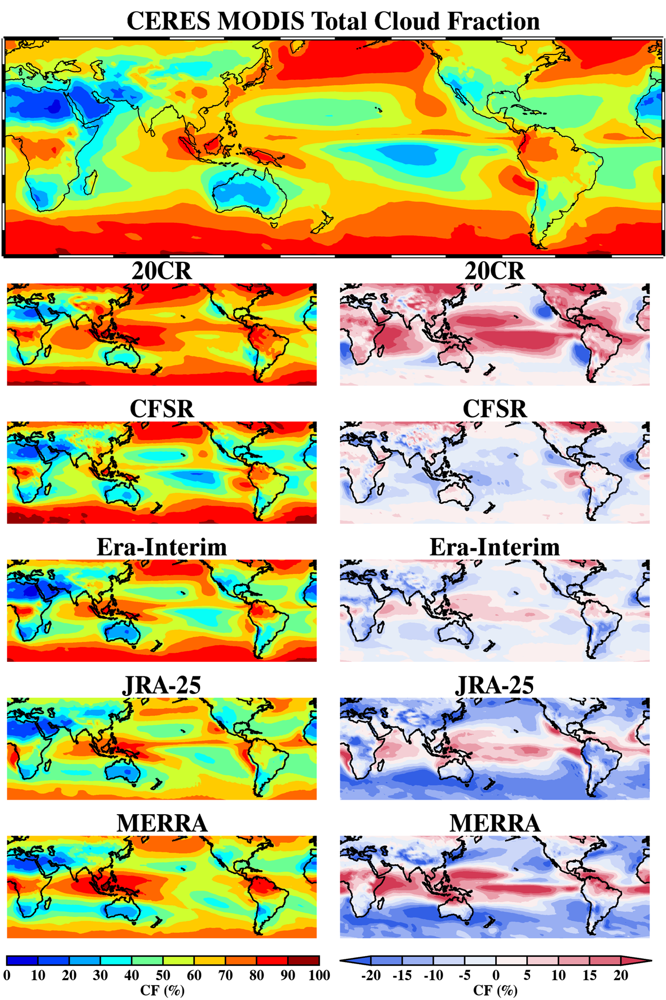 CERES MODIS Total Cloud Fraction
20CR 20CR
CFSR CFSR
Era-Interim Era-Interim
JRA-25 JRA-25
MERRA MERRA
0 10 20 30 40 50 60 70 80 90 100 -20 -15 -10 -5 0 5 10 15 20
CF (%) CF (%)